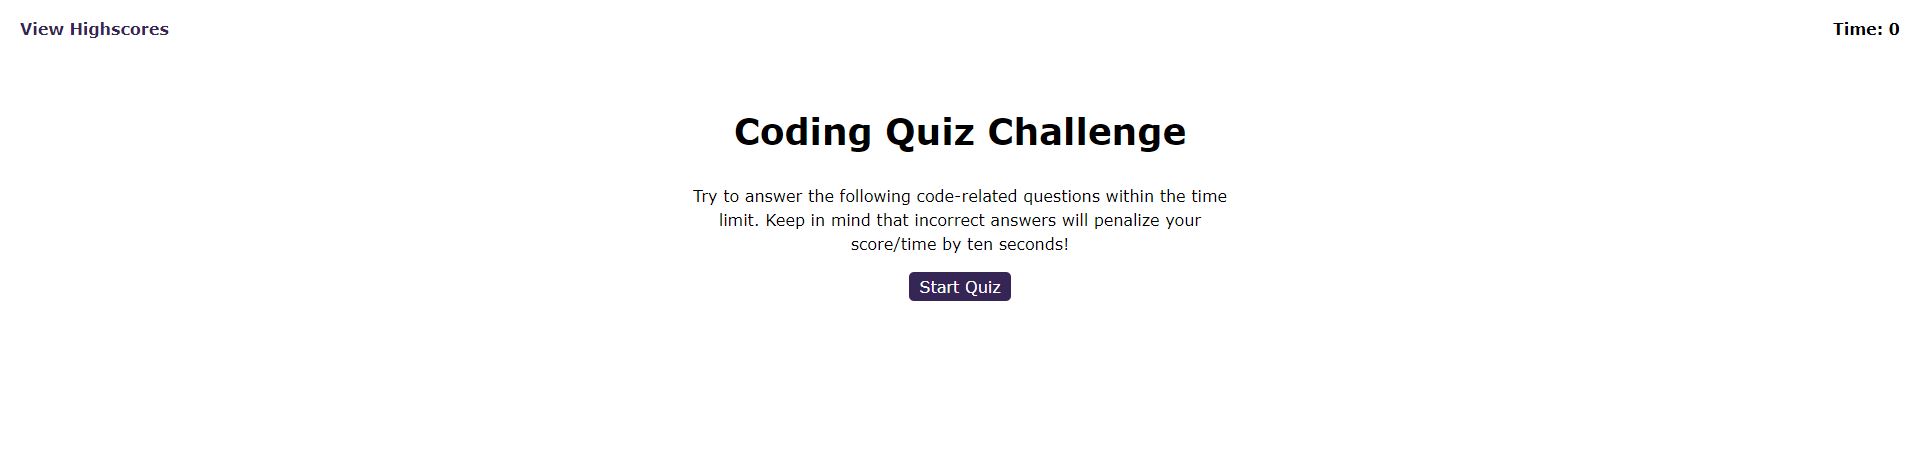 View Highscores
Time: 0
Coding Quiz Challenge
Try to answer the following code-related questions within the time
limit. Keep in mind that incorrect answers will penalize your
score/time by ten seconds!
Start Quiz